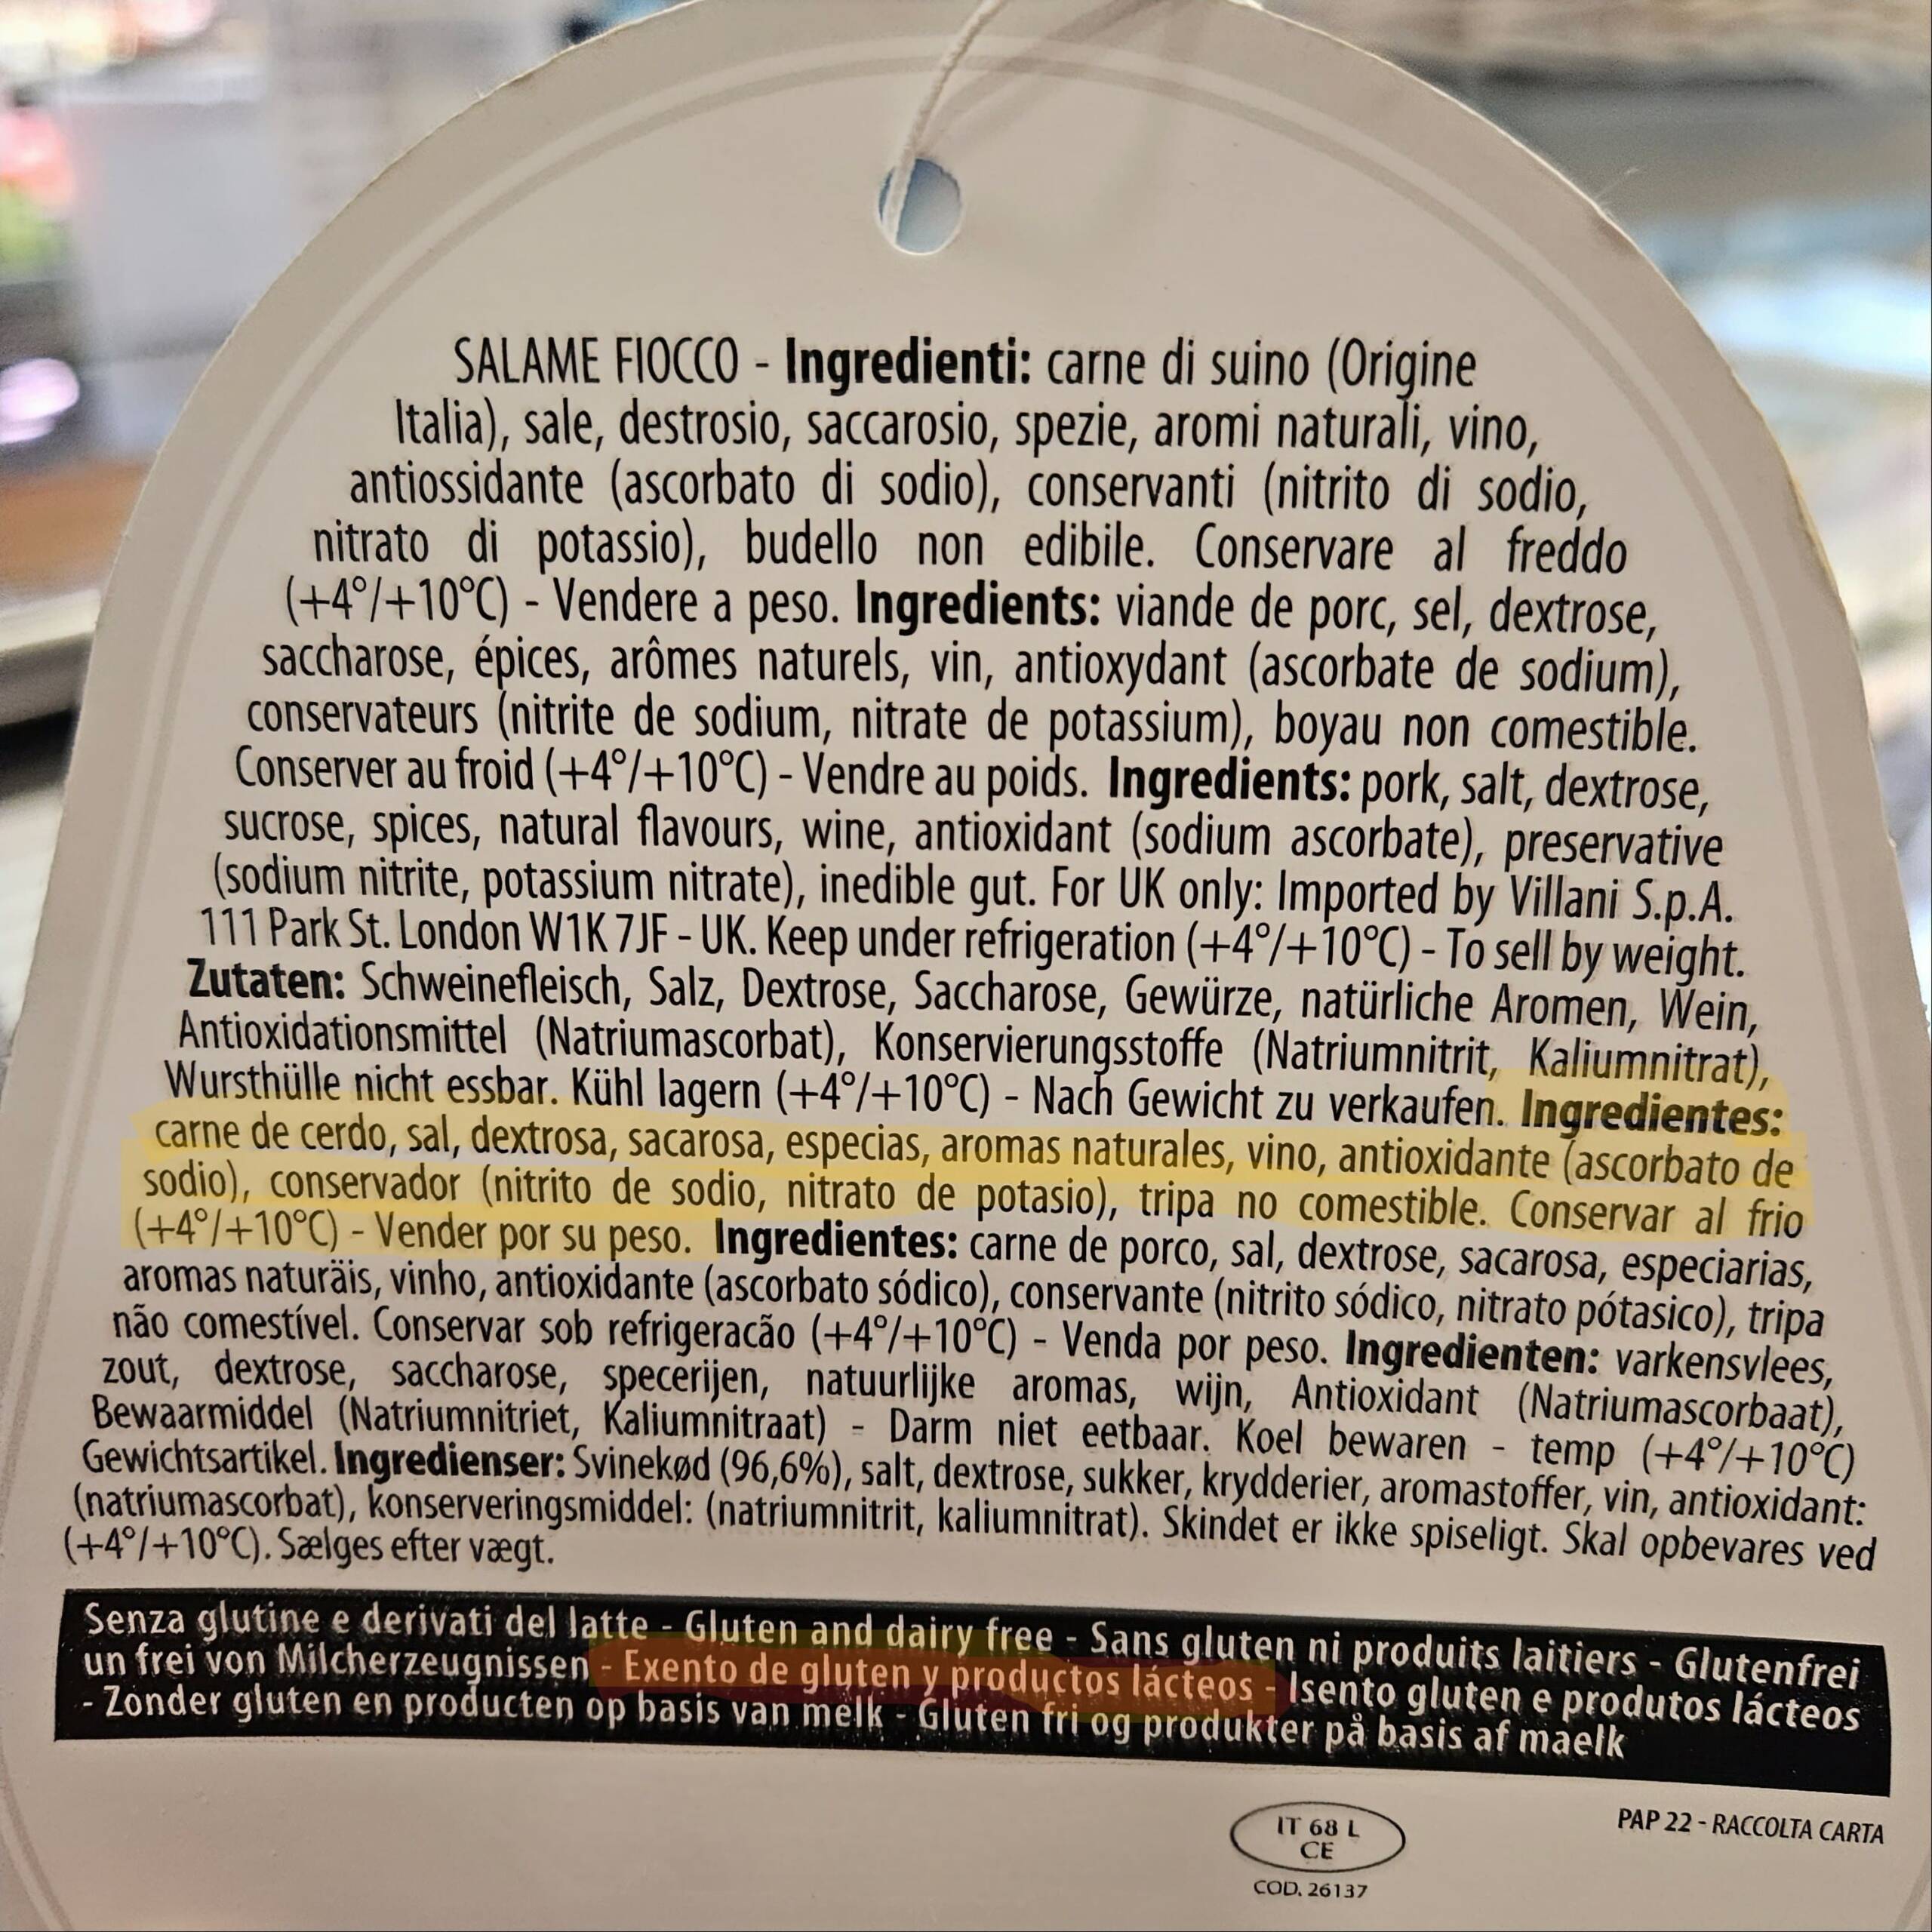 SALAME FIOCCO - Ingredienti: carne di suino (Origine
Italia), sale, destrosio, saccarosio, spezie, aromi naturali, vino,
antiossidante (ascorbato di sodio), conservanti (nitrito di sodio,
nitrato di potassio), budello non edibile. Conservare al freddo
(+4°/+10°C) - Vendere a peso. Ingredients: viande de porc, sel, dextrose,
saccharose, épices, arômes naturels, vin, antioxydant (ascorbate de sodium),
conservateurs (nitrite de sodium, nitrate de potassium), boyau non comestible.
Conserver au froid (+4°/+10°C) - Vendre au poids. Ingredients: pork, salt, dextrose,
sucrose, spices, natural flavours, wine, antioxidant (sodium ascorbate), preservative
(sodium nitrite, potassium nitrate), inedible gut. For UK only: Imported by Villani S.p.A.
111 Park St. London W1K 7JF - UK. Keep under refrigeration (+4°/+10°C) - To sell by weight.
Zutaten: Schweinefleisch, Salz, Dextrose, Saccharose, Gewürze, natürliche Aromen, Wein,
Antioxidationsmittel (Natriumascorbat), Konservierungsstoffe (Natriumnitrit, Kaliumnitrat),
Wursthülle nicht essbar. Kühl lagern (+4°/+10°C) - Nach Gewicht zu verkaufen. Ingredientes:
carne de cerdo, sal, dextrosa, sacarosa, especias, aromas naturales, vino, antioxidante (ascorbato de
sodio), conservador (nitrito de sodio, nitrato de potasio), tripa no comestible. Conservar al frio
(+4°/+10°C) - Vender por su peso. Ingredientes: carne de porco, sal, dextrose, sacarosa, especiarias,
aromas naturäis, vinho, antioxidante (ascorbato sódico), conservante (nitrito sódico, nitrato pótasico), tripa
não comestível. Conservar sob refrigeracão (+4°/+10°C) - Venda por peso. Ingredienten: varkensvlees,
zout, dextrose, saccharose, specerijen, natuurlijke aromas, wijn, Antioxidant (Natriumascorbaat),
Bewaarmiddel (Natriumnitriet, Kaliumnitraat) - Darm niet eetbaar. Koel bewaren - temp (+4°/+10°C)
Gewichtsartikel. Ingredienser: Svinekød (96,6%), salt, dextrose, sukker, krydderier, aromastoffer, vin, antioxidant:
(natriumascorbat), konserveringsmiddel: (natriumnitrit, kaliumnitrat). Skindet er ikke spiseligt. Skal opbevares ved
(+4°/+10°C). Sælges efter vægt.
Senza glutine e derivati del latte - Gluten and dairy free - Sans gluten ni produits laitiers - Glutenfrei
un frei von Milcherzeugnissen - Exento de gluten y productos lácteos - Isento gluten e produtos lácteos
- Zonder gluten en producten op basis van melk - Gluten fri og produkter på basis af maelk
IT 68 L
CE
COD. 26137
PAP 22 - RACCOLTA CARTA